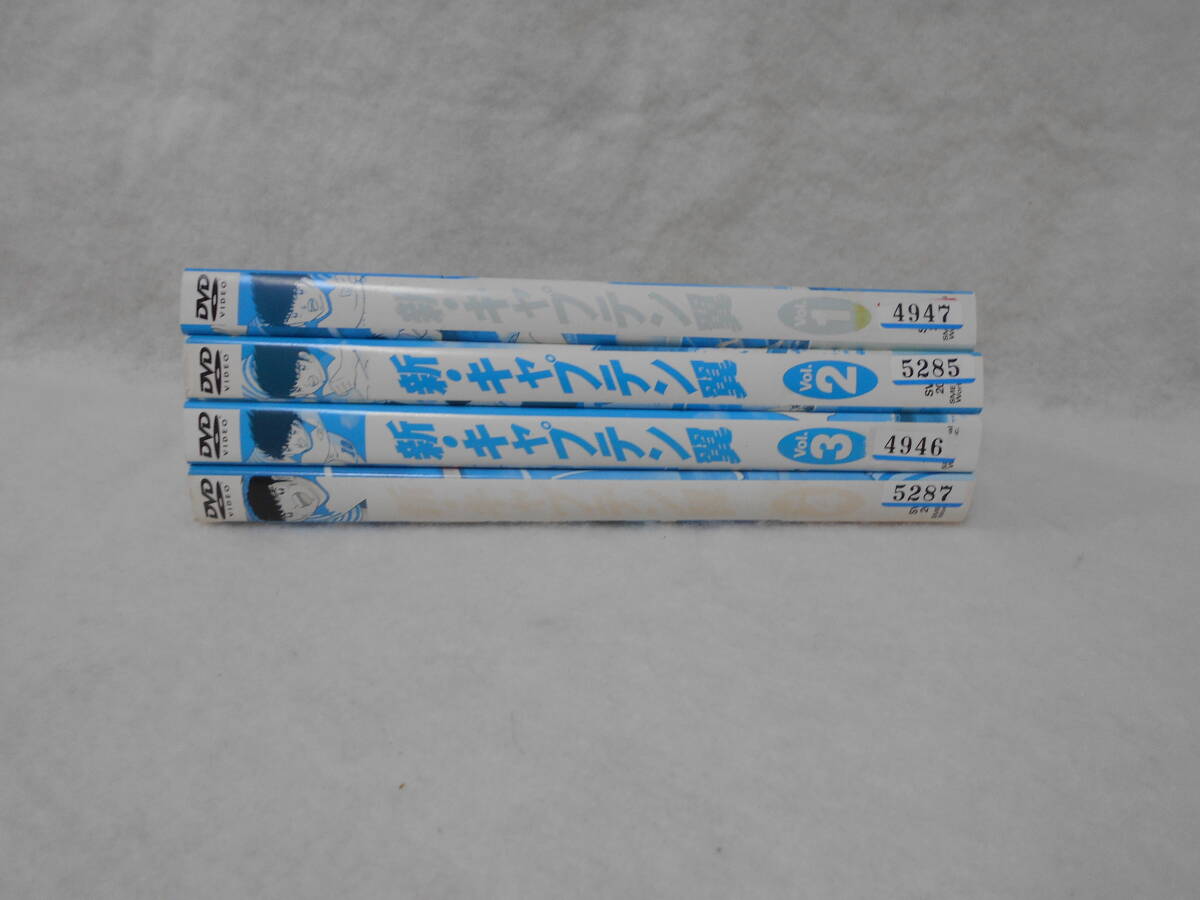 DVD VIDEO 新・キャプテン翼 Vol. 1 4947
DVD VIDEO 新・キャプテン翼 Vol. 2 5285
DVD VIDEO 新・キャプテン翼 Vol. 3 4946
DVD VIDEO 5287